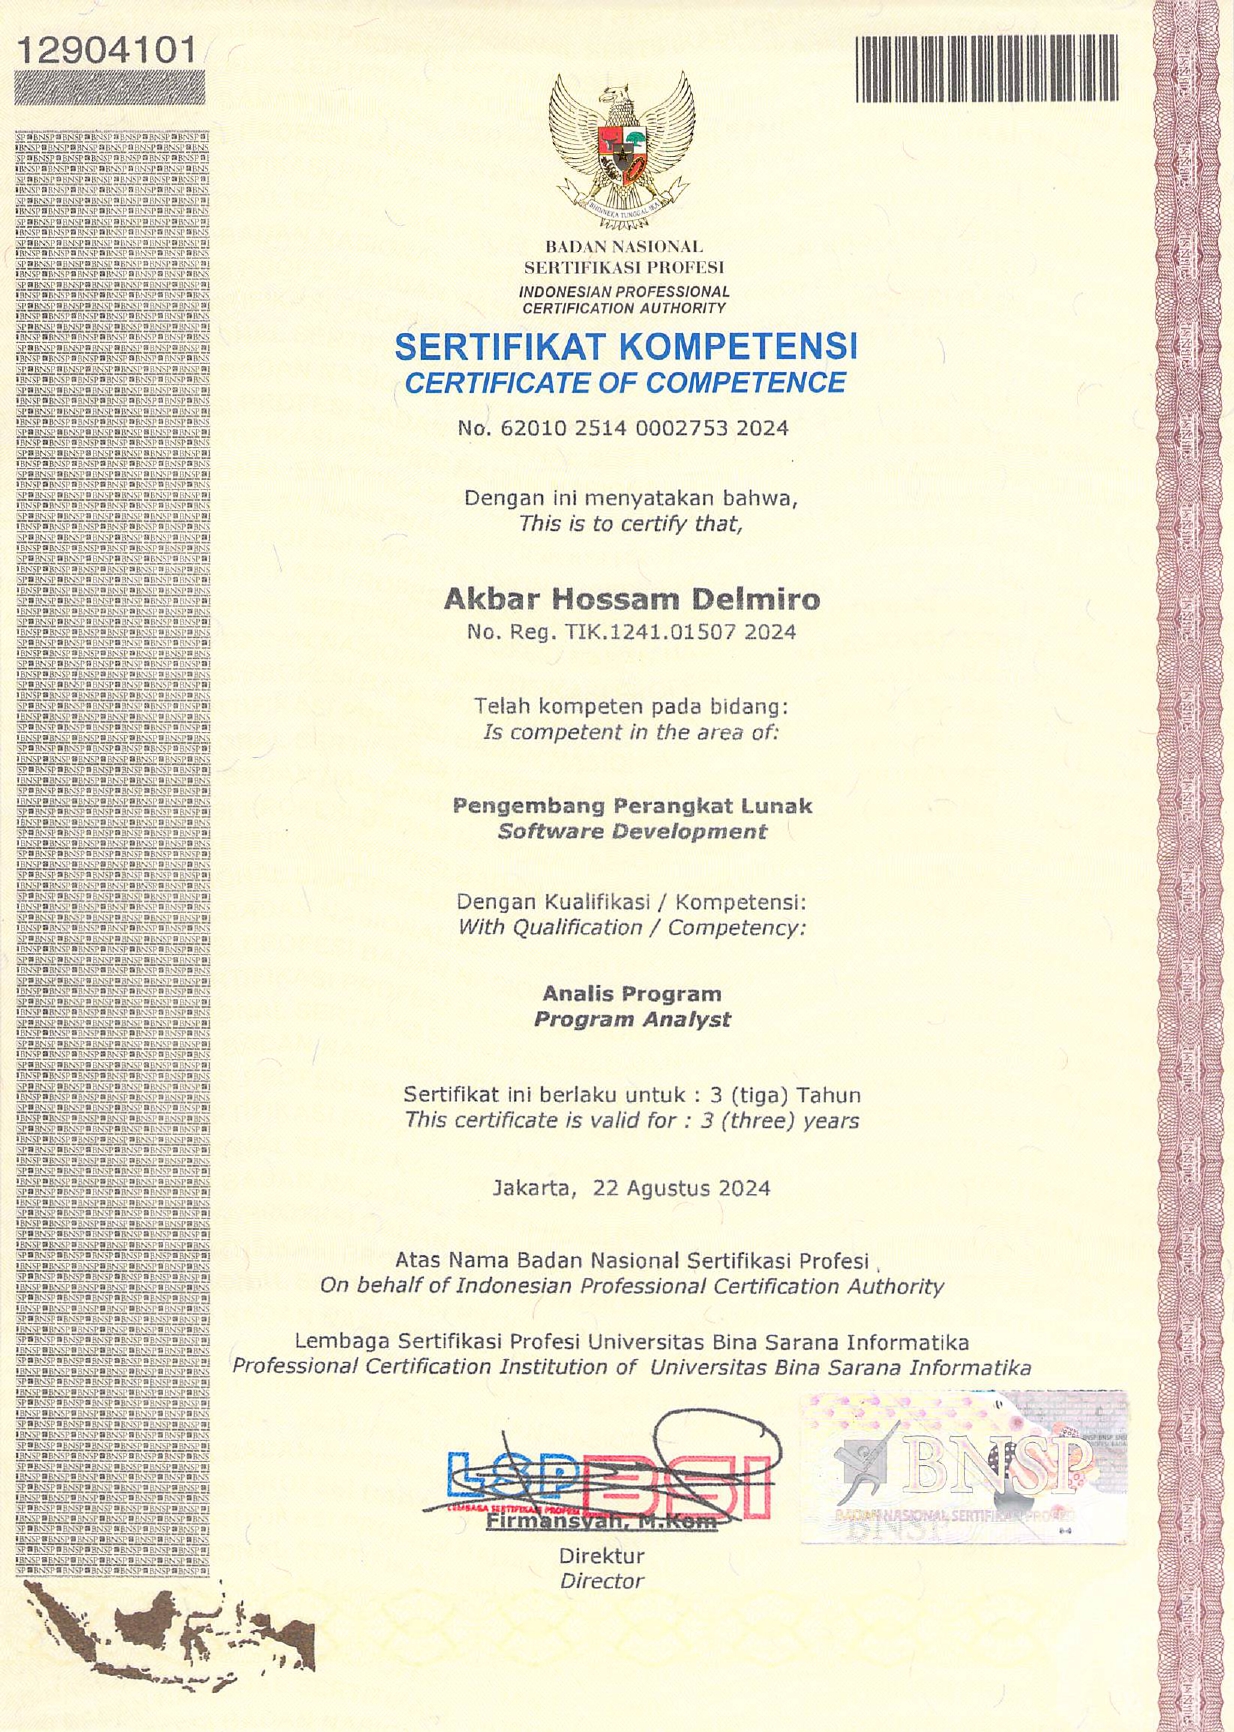 12904101
BHINNEKA TUNGGAL IKA
BADAN NASIONAL
SERTIFIKASI PROFESI
INDONESIAN PROFESSIONAL
CERTIFICATION AUTHORITY
SERTIFIKAT KOMPETENSI
CERTIFICATE OF COMPETENCE
No. 62010 2514 0002753 2024
Dengan ini menyatakan bahwa,
This is to certify that,
Akbar Hossam Delmiro
No. Reg. TIK.1241.01507 2024
Telah kompeten pada bidang:
Is competent in the area of:
Pengembang Perangkat Lunak
Software Development
Dengan Kualifikasi / Kompetensi:
With Qualification / Competency:
Analis Program
Program Analyst
Sertifikat ini berlaku untuk : 3 (tiga) Tahun
This certificate is valid for : 3 (three) years
Jakarta, 22 Agustus 2024
Atas Nama Badan Nasional Sertifikasi Profesi
On behalf of Indonesian Professional Certification Authority
Lembaga Sertifikasi Profesi Universitas Bina Sarana Informatika
Professional Certification Institution of Universitas Bina Sarana Informatika
LSP BSI
LEMBAGA SERTIFIKASI PROFESI
Firmansyah, M.Kom
Direktur
Director
BNSP
BADAN NASIONAL SERTIFIKASI PROFESI
BNSP